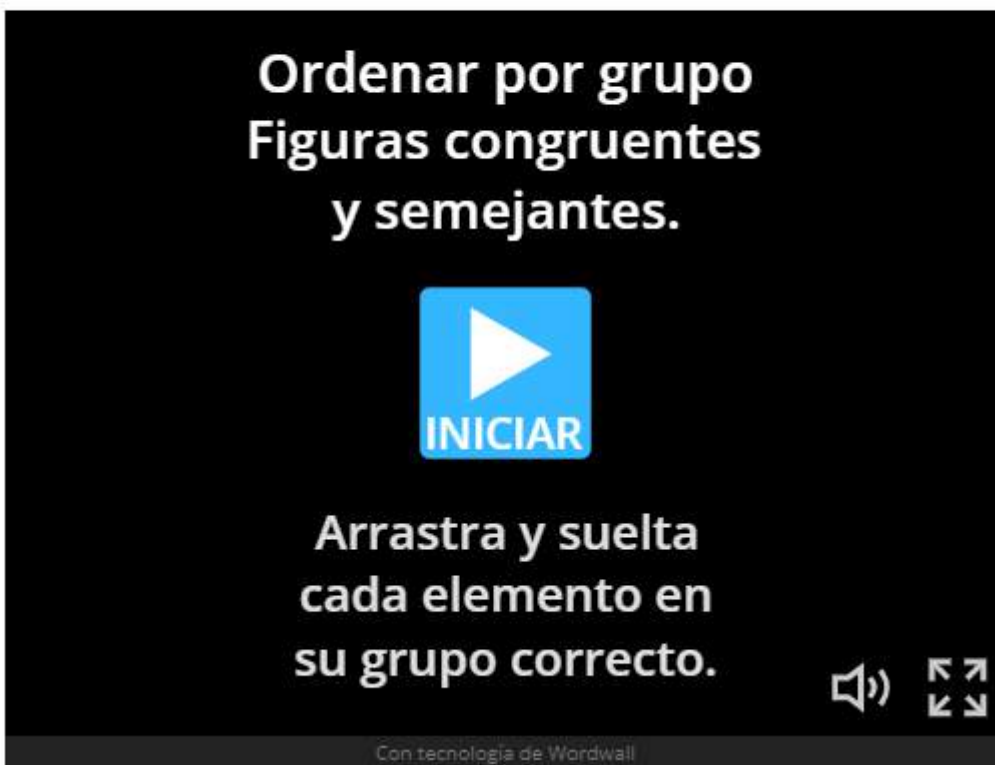 Ordenar por grupo
Figuras congruentes
y semejantes.
INICIAR
Arrastra y suelta
cada elemento en
su grupo correcto.
Con tecnología de Wordwall